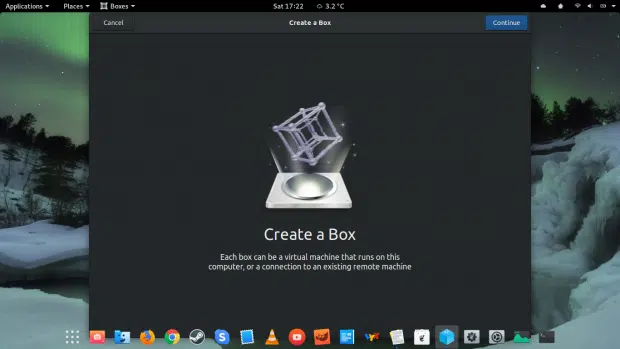 Applications Places Boxes Sat 17:22 3.2 °C
Cancel Create a Box Continue
Create a Box
Each box can be a virtual machine that runs on this
computer, or a connection to an existing remote machine